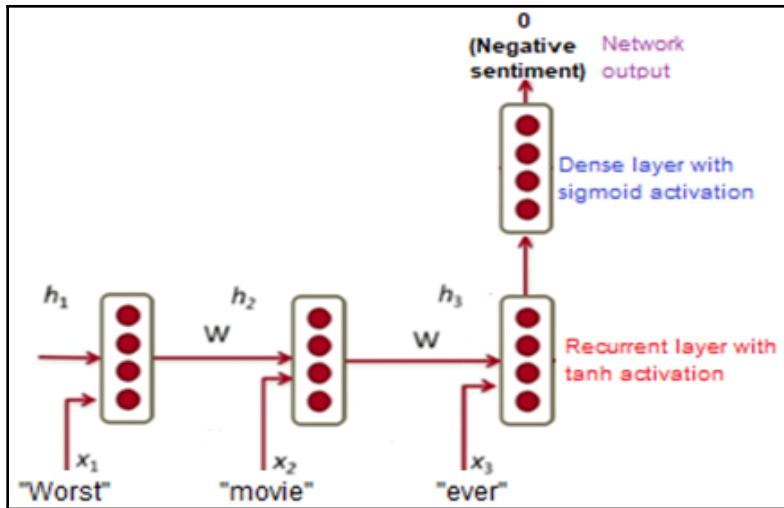 0
(Negative
sentiment)
Network
output
Dense layer with
sigmoid activation
h₁
h₂
h₃
W
W
Recurrent layer with
tanh activation
x₁
x₂
x₃
"Worst"
"movie"
"ever"